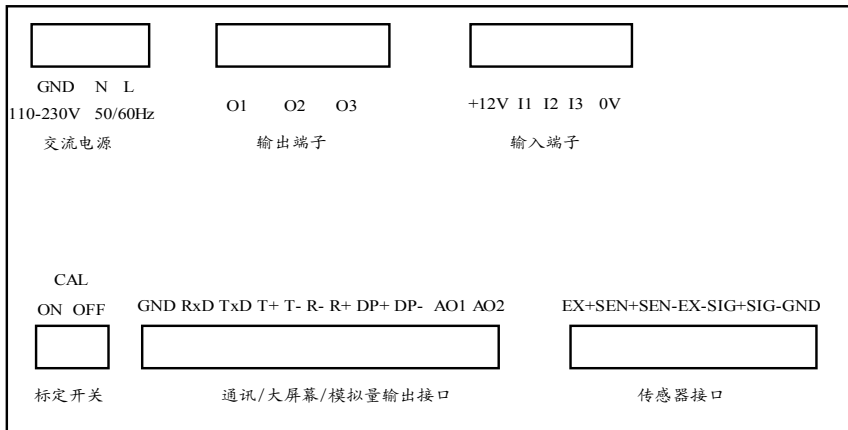 GND N L
110-230V 50/60Hz
交流电源
O1 O2 O3
输出端子
+12V I1 I2 I3 0V
输入端子
CAL
ON OFF
标定开关
GND RxD TxD T+ T- R- R+ DP+ DP- AO1 AO2
通讯/大屏幕/模拟量输出接口
EX+SEN+SEN-EX-SIG+SIG-GND
传感器接口